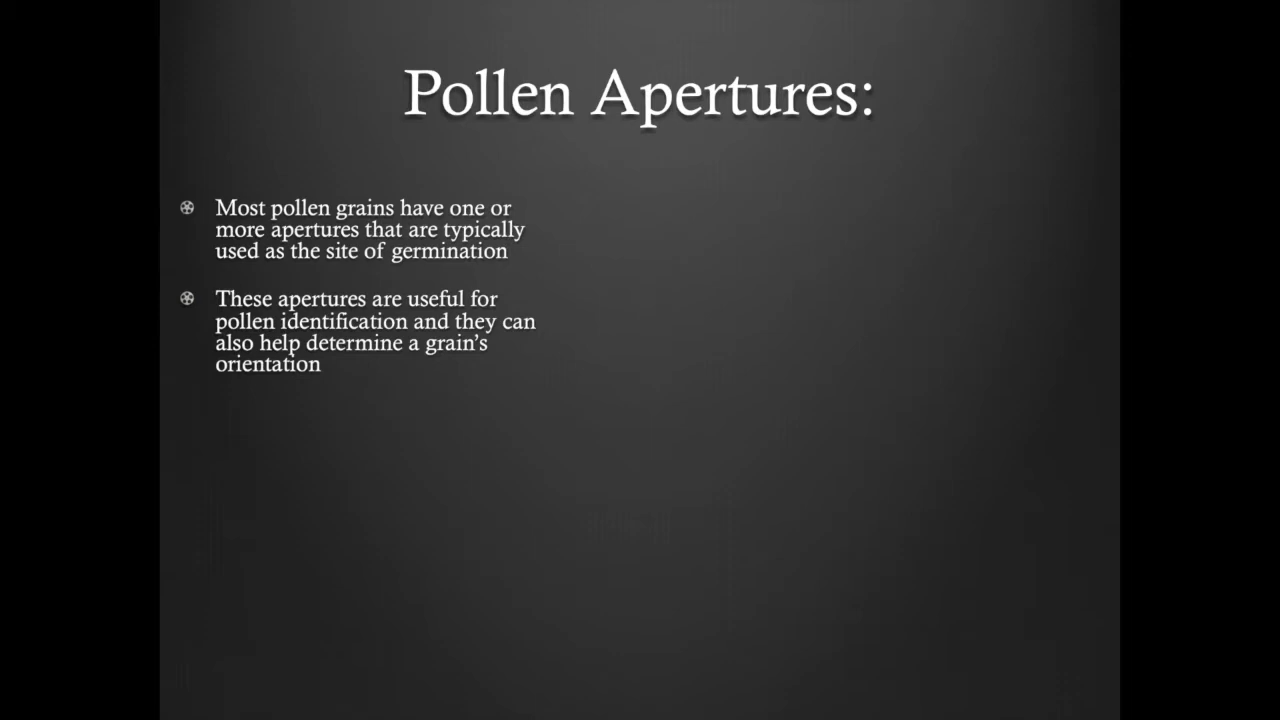 Pollen Apertures:
Most pollen grains have one or
more apertures that are typically
used as the site of germination
These apertures are useful for
pollen identification and they can
also help determine a grain’s
orientation